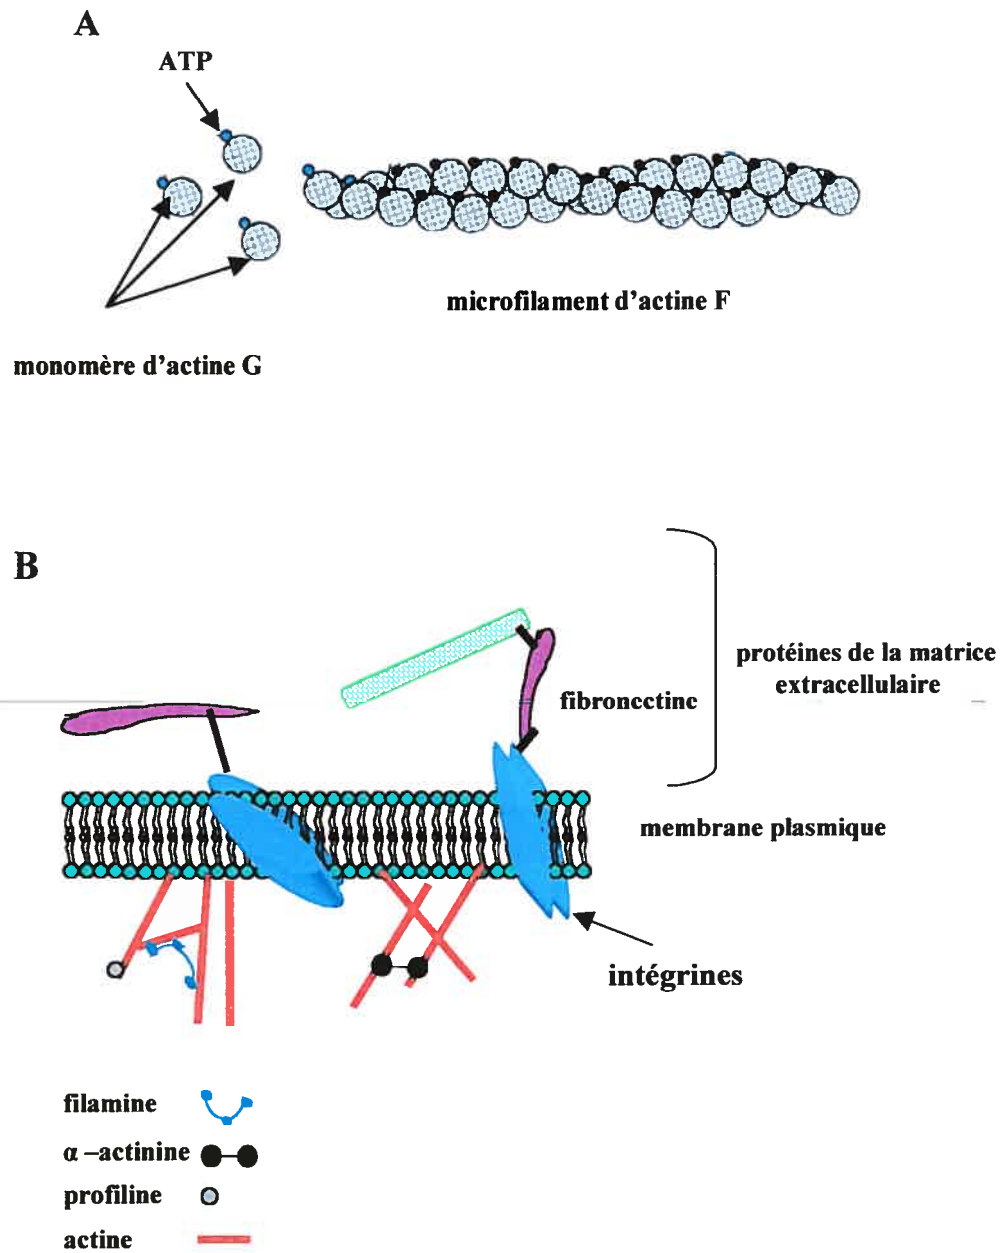 A
ATP
microfilament d'actine F
monomère d'actine G
B
protéines de la matrice
extracellulaire
fibronectine
membrane plasmique
intégrines
filamine
α –actinine
profiline
actine